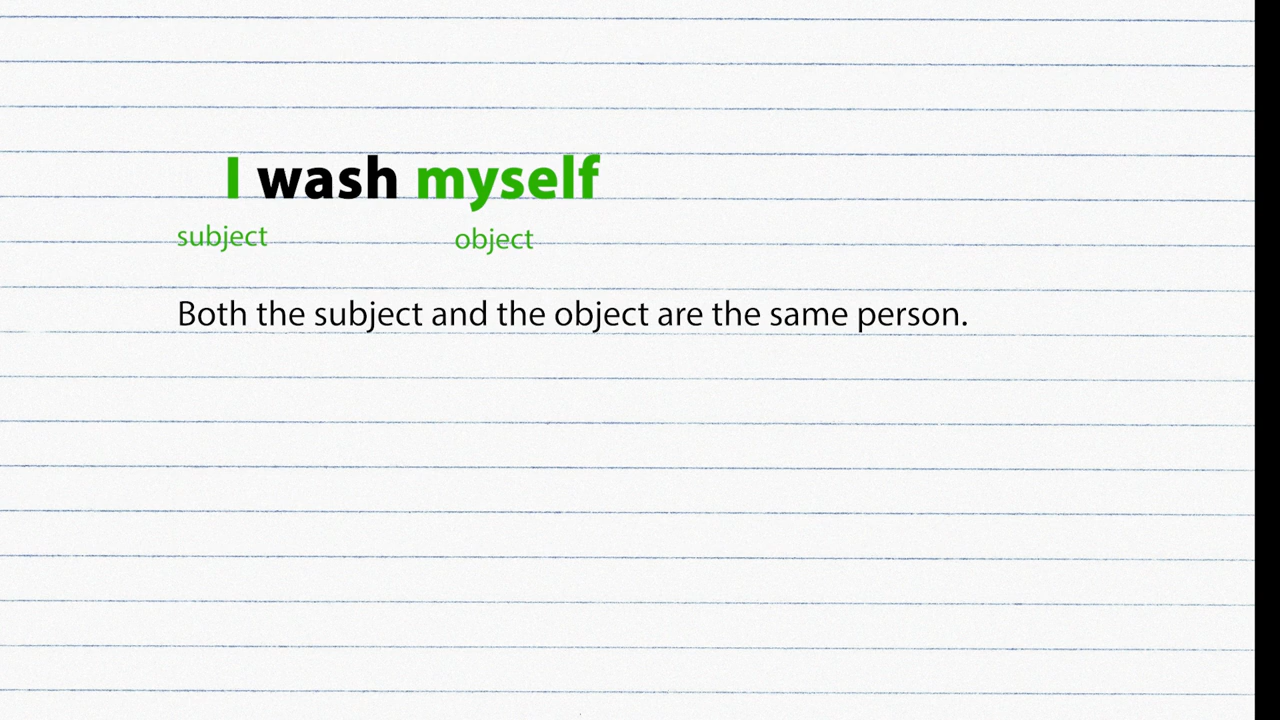 I wash myself
subject object
Both the subject and the object are the same person.